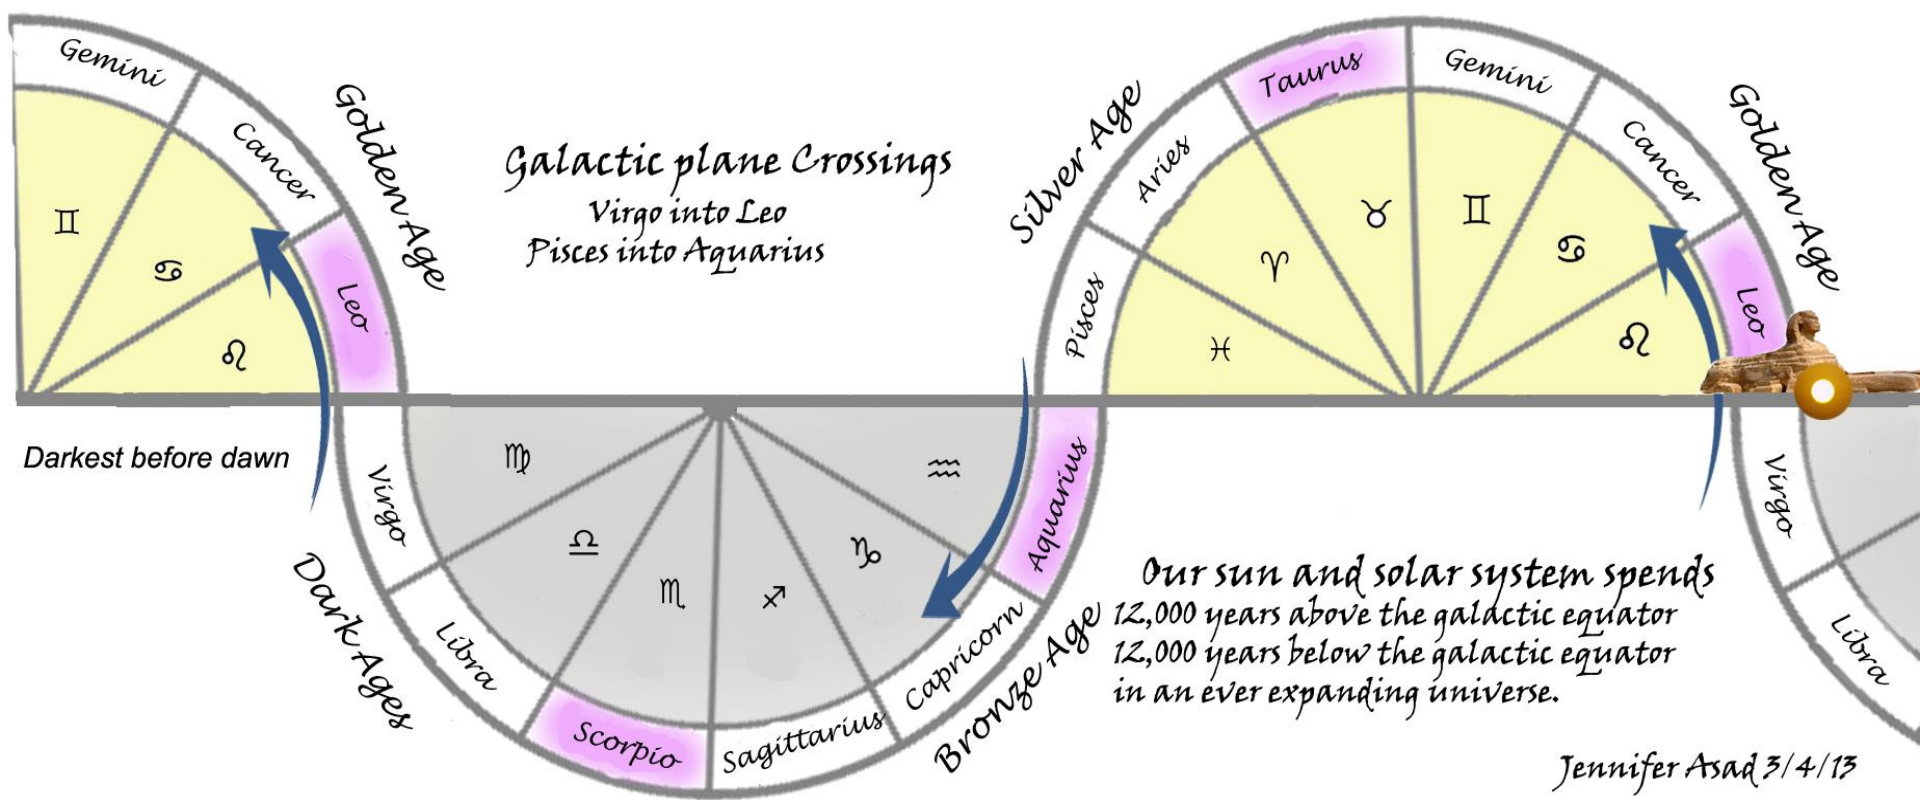 Gemini
Cancer
Leo
Golden Age
Galactic plane Crossings
Virgo into Leo
Pisces into Aquarius
Silver Age
Pisces
Aries
Taurus
Gemini
Cancer
Leo
Golden Age
♊
♋
♌
♓
♈
♉
♊
♋
♌
Darkest before dawn
Virgo
Libra
Scorpio
Sagittarius
Capricorn
Aquarius
♍
♎
♏
♐
♑
♒
Dark Ages
Bronze Age
Our sun and solar system spends
12,000 years above the galactic equator
12,000 years below the galactic equator
in an ever expanding universe.
Virgo
Libra
Jennifer Asad 3/4/13